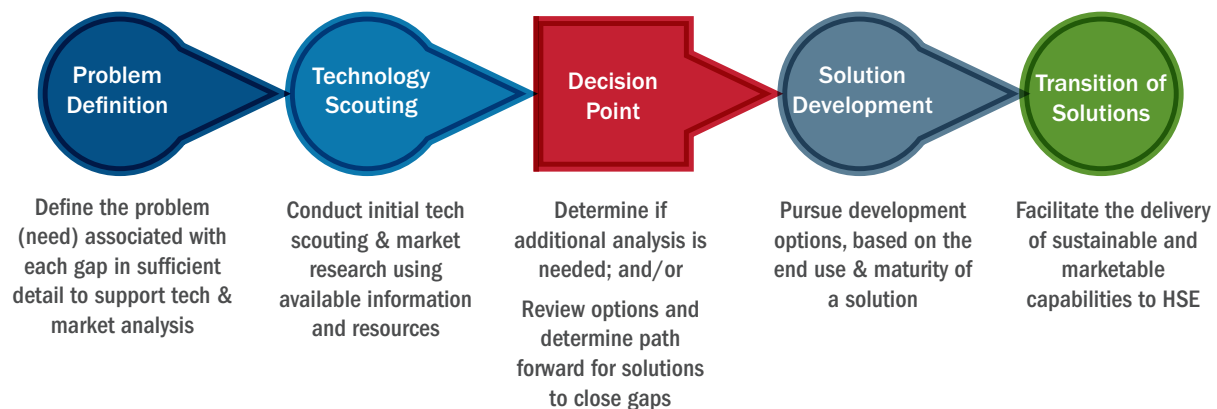 Problem
Definition
Technology
Scouting
Decision
Point
Solution
Development
Transition of
Solutions
Define the problem
(need) associated with
each gap in sufficient
detail to support tech &
market analysis
Conduct initial tech
scouting & market
research using
available information
and resources
Determine if
additional analysis is
needed; and/or
Review options and
determine path
forward for solutions
to close gaps
Pursue development
options, based on the
end use & maturity of
a solution
Facilitate the delivery
of sustainable and
marketable
capabilities to HSE